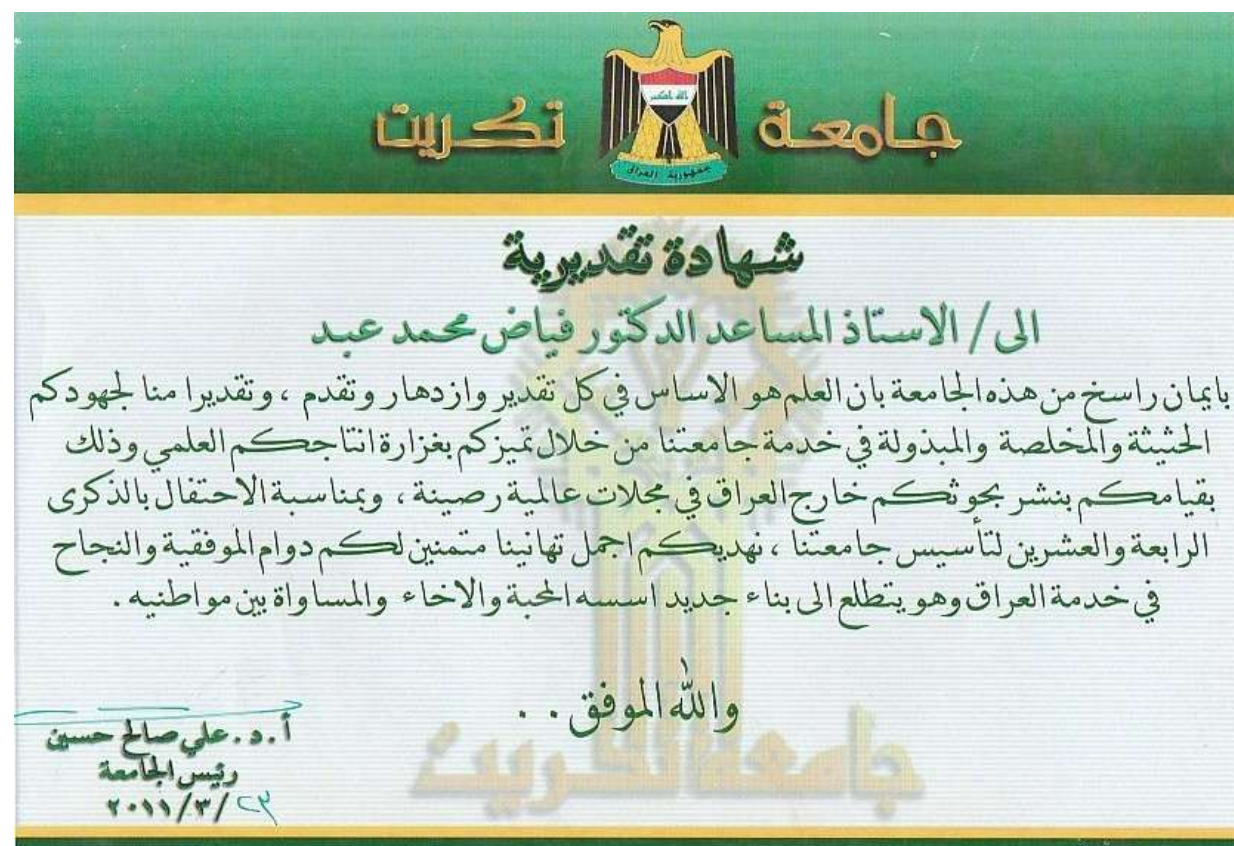 جامعة تكريت
الله اكبر
جمهورية العراق
شهادة تقديرية
الى / الاستاذ المساعد الدكتور فياض محمد عبد
بايمان راسخ من هذه الجامعة بان العلم هو الاساس في كل تقدير وازدهار وتقدم ، وتقديرا منا لجهودكم
الحثيثة والمخلصة والمبذولة في خدمة جامعتنا من خلال تميزكم بغزارة انتاجكم العلمي وذلك
بقيامكم بنشر بحوثكم خارج العراق في مجلات عالمية رصينة ، وبمناسبة الاحتفال بالذكرى
الرابعة والعشرين لتأسيس جامعتنا ، نهديكم اجمل تهانينا متمنين لكم دوام الموفقية والنجاح
في خدمة العراق وهو يتطلع الى بناء جديد اسسه المحبة والاخاء والمساواة بين مواطنيه .
والله الموفق . .
أ . د . علي صالح حسين
رئيس الجامعة
٢٣/٣/٢٠١١
جامعة تكريت